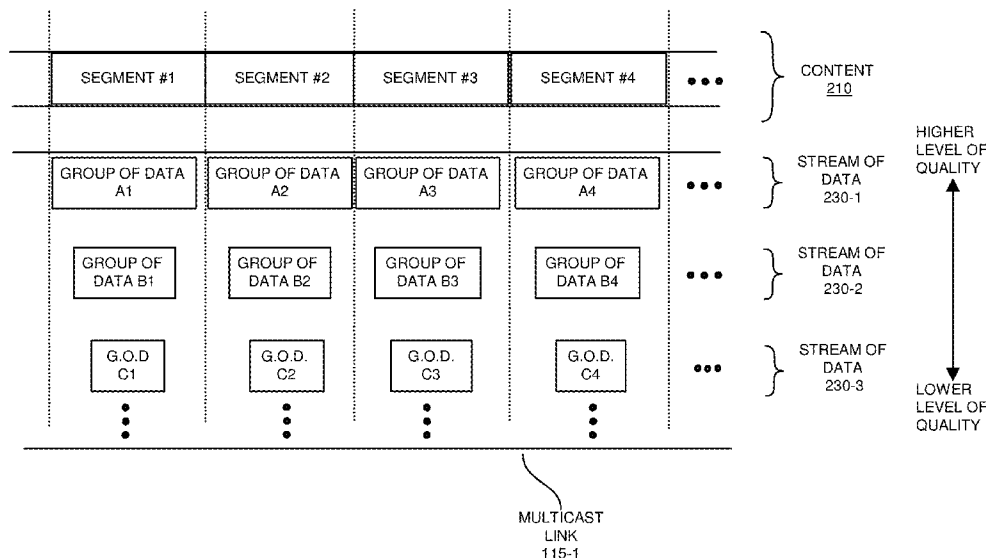 SEGMENT #1
SEGMENT #2
SEGMENT #3
SEGMENT #4
CONTENT
210
HIGHER
LEVEL OF
QUALITY
GROUP OF DATA
A1
GROUP OF DATA
A2
GROUP OF DATA
A3
GROUP OF DATA
A4
STREAM OF
DATA
230-1
GROUP OF
DATA B1
GROUP OF
DATA B2
GROUP OF
DATA B3
GROUP OF
DATA B4
STREAM OF
DATA
230-2
G.O.D
C1
G.O.D.
C2
G.O.D.
C3
G.O.D.
C4
STREAM OF
DATA
230-3
LOWER
LEVEL OF
QUALITY
MULTICAST
LINK
115-1